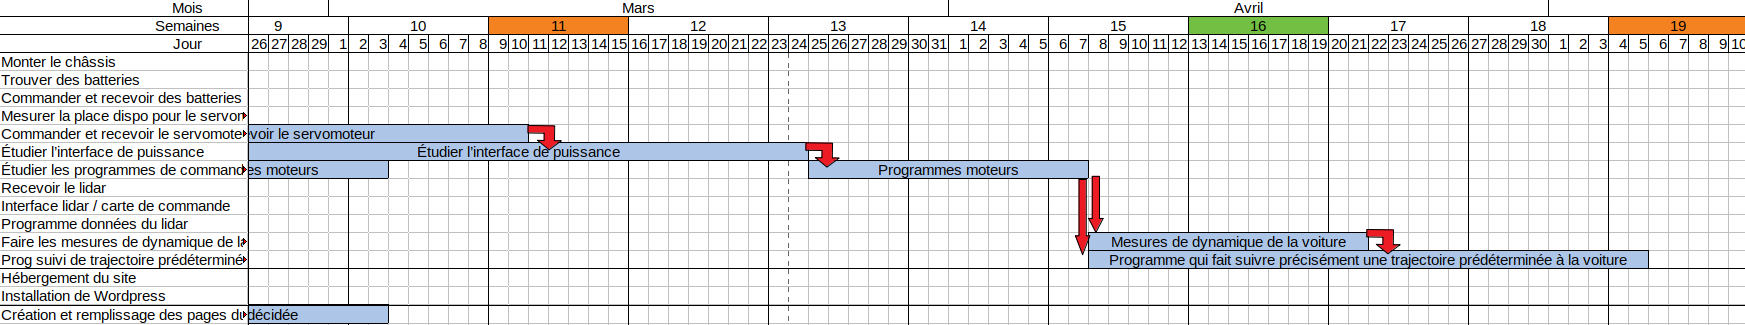 Mois Mars Avril
Semaines 9 10 11 12 13 14 15 16 17 18 19
Jour 26 27 28 29 1 2 3 4 5 6 7 8 9 10 11 12 13 14 15 16 17 18 19 20 21 22 23 24 25 26 27 28 29 30 31 1 2 3 4 5 6 7 8 9 10 11 12 13 14 15 16 17 18 19 20 21 22 23 24 25 26 27 28 29 30 1 2 3 4 5 6 7 8 9 10
Monter le châssis
Trouver des batteries
Commander et recevoir des batteries
Mesurer la place dispo pour le servor
Commander et recevoir le servomote voir le servomoteur
Étudier l'interface de puissance Étudier l'interface de puissance
Étudier les programmes de command es moteurs Programmes moteurs
Recevoir le lidar
Interface lidar / carte de commande
Programme données du lidar
Faire les mesures de dynamique de la Mesures de dynamique de la voiture
Prog suivi de trajectoire prédéterminé Programme qui fait suivre précisément une trajectoire prédéterminée à la voiture
Hébergement du site
Installation de Wordpress
Création et remplissage des pages du décidée